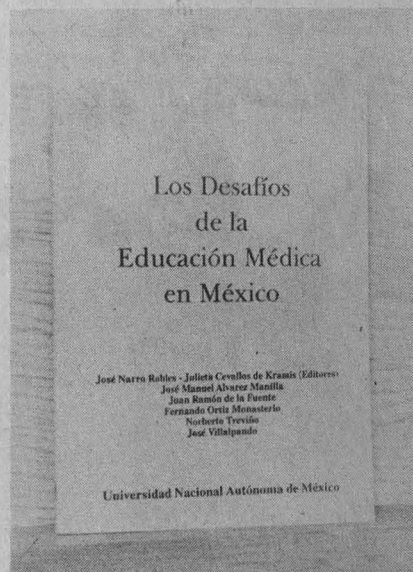 Los Desafíos
de la
Educación Médica
en México
José Narro Robles - Julieta Cevallos de Kramis (Editores)
José Manuel Alvarez Manilla
Juan Ramón de la Fuente
Fernando Ortiz Monasterio
Norberto Treviño
José Villalpando
Universidad Nacional Autónoma de México